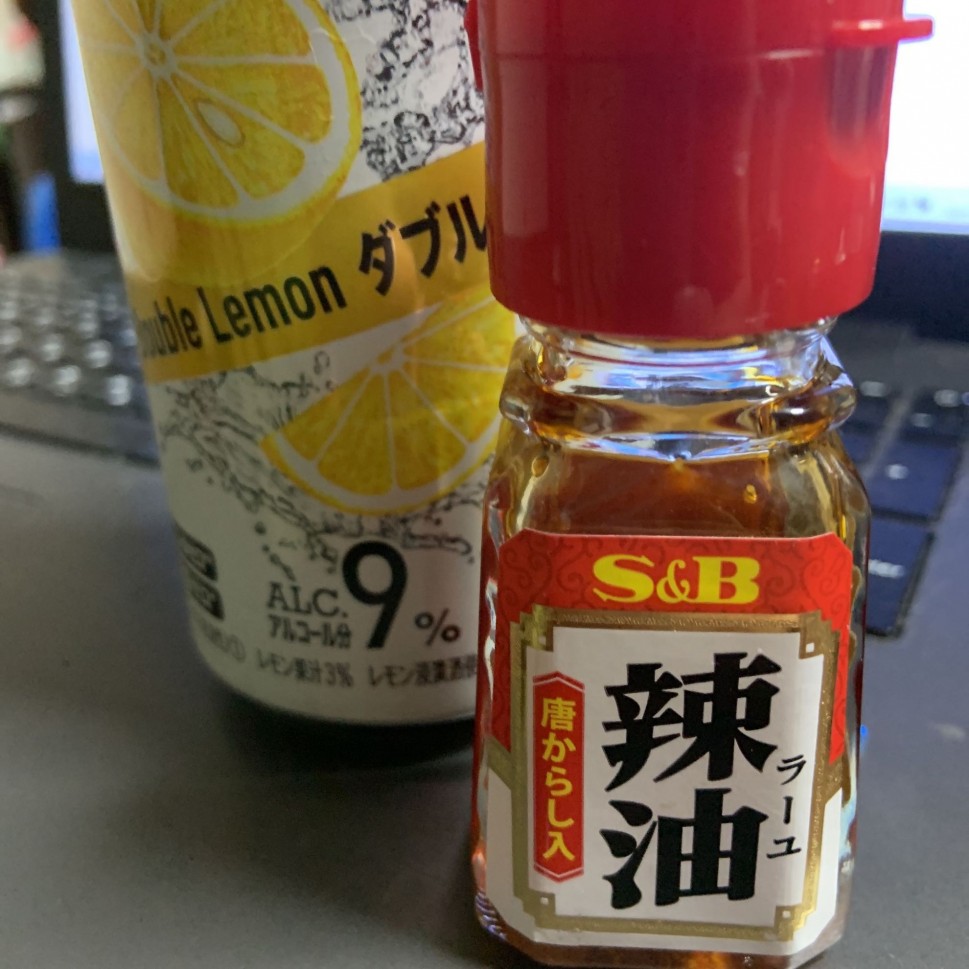 Double Lemon ダブル
ALC.
アルコール分
9%
レモン果汁3% レモン浸漬酒
S&B
唐からし入
辣油
ラーユ